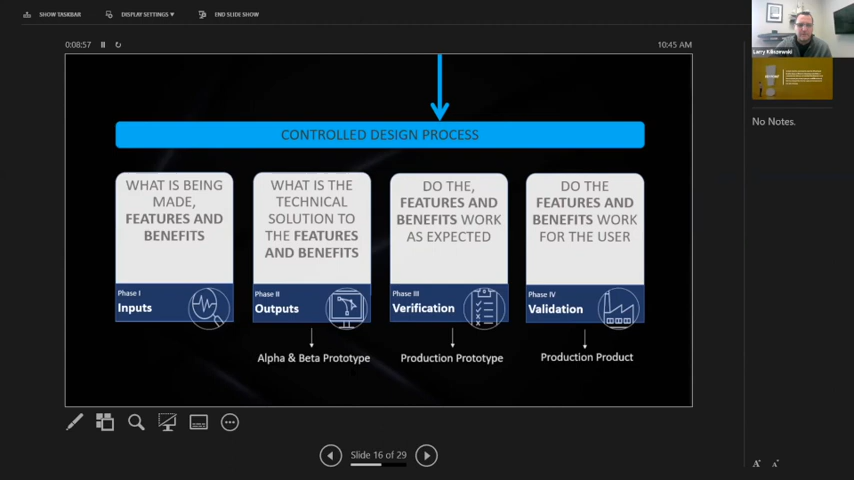 SHOW TASKBAR
DISPLAY SETTINGS ▾
END SLIDE SHOW
0:08:57
10:45 AM
Larry Kilszewski
No Notes.
CONTROLLED DESIGN PROCESS
WHAT IS BEING
MADE,
FEATURES AND
BENEFITS
Phase I
Inputs
WHAT IS THE
TECHNICAL
SOLUTION TO
THE FEATURES
AND BENEFITS
Phase II
Outputs
DO THE,
FEATURES AND
BENEFITS WORK
AS EXPECTED
Phase III
Verification
DO THE
FEATURES AND
BENEFITS WORK
FOR THE USER
Phase IV
Validation
Alpha & Beta Prototype
Production Prototype
Production Product
Slide 16 of 29
A
A